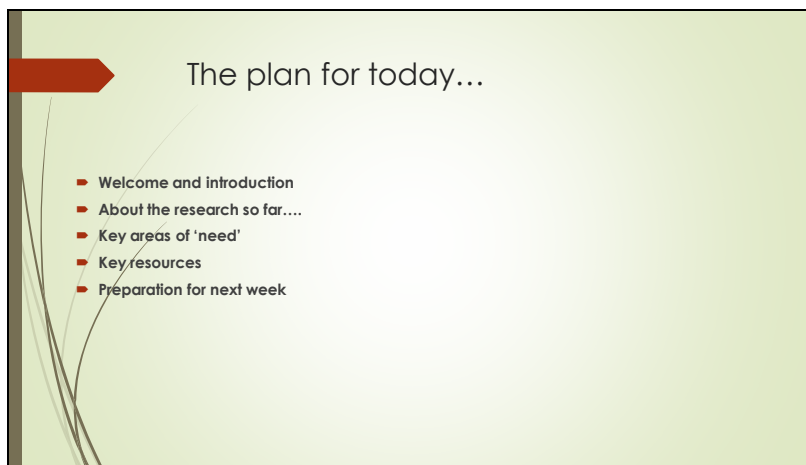 The plan for today…
Welcome and introduction
About the research so far….
Key areas of ‘need’
Key resources
Preparation for next week